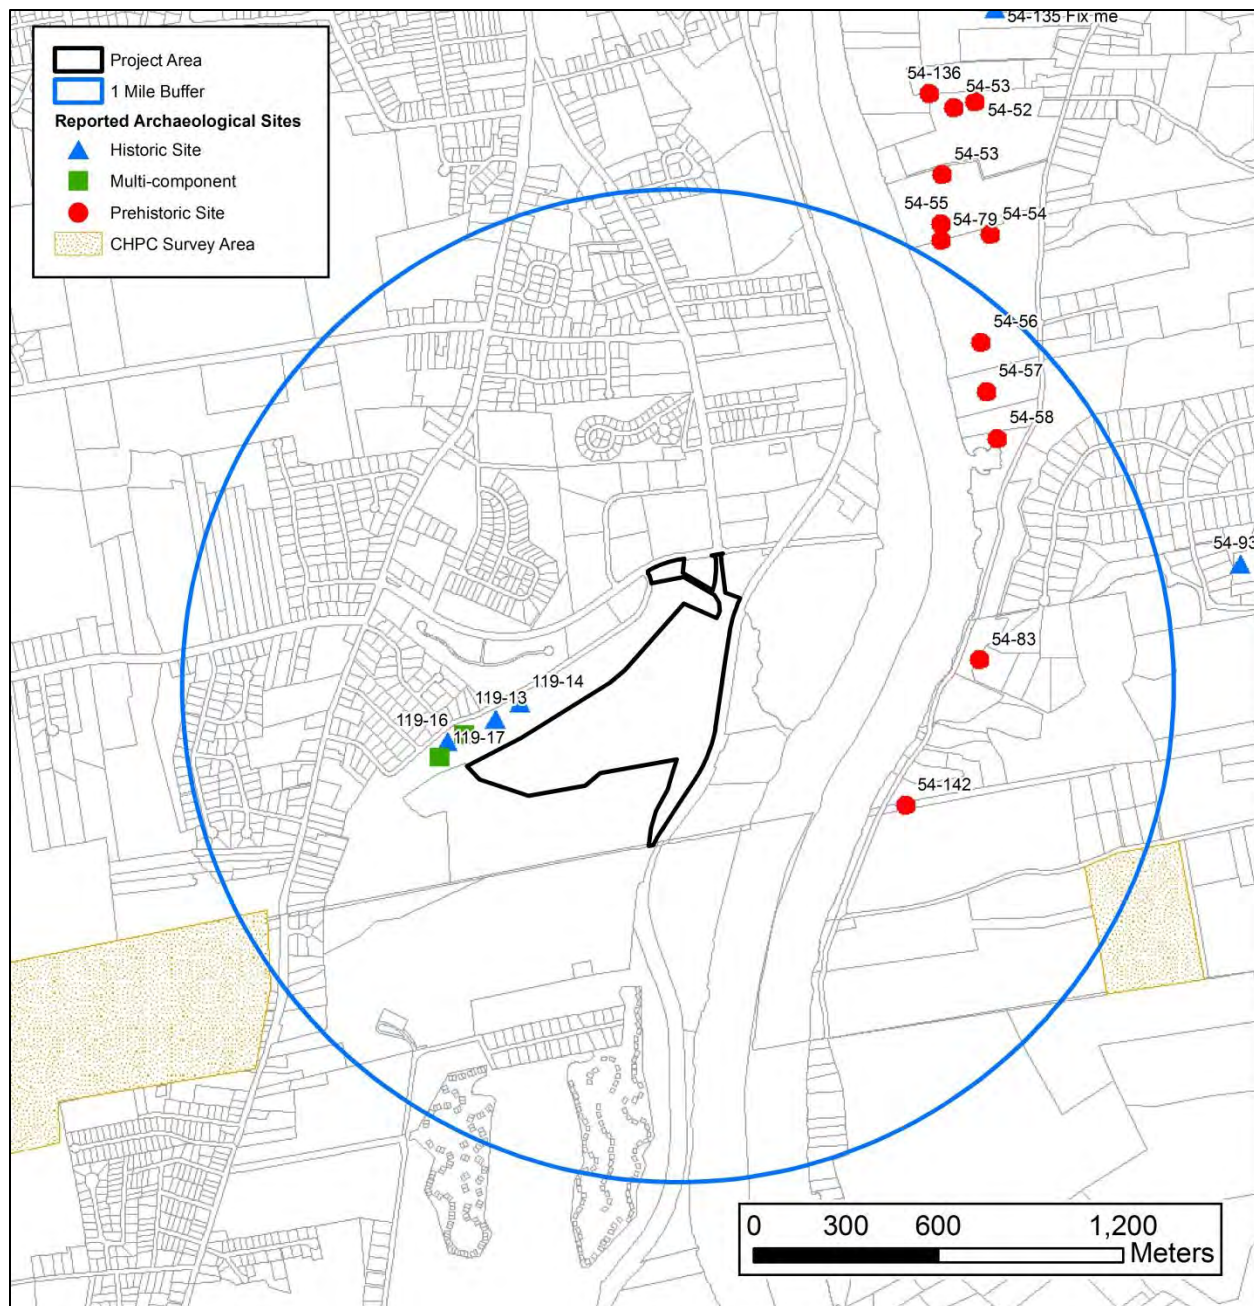 Project Area
1 Mile Buffer
Reported Archaeological Sites
Historic Site
Multi-component
Prehistoric Site
CHPC Survey Area
54-135 Fix me
54-136
54-53
54-52
54-53
54-55
54-79
54-54
54-56
54-57
54-58
54-93
54-83
119-14
119-13
119-16
119-17
54-142
0 300 600 1,200
Meters